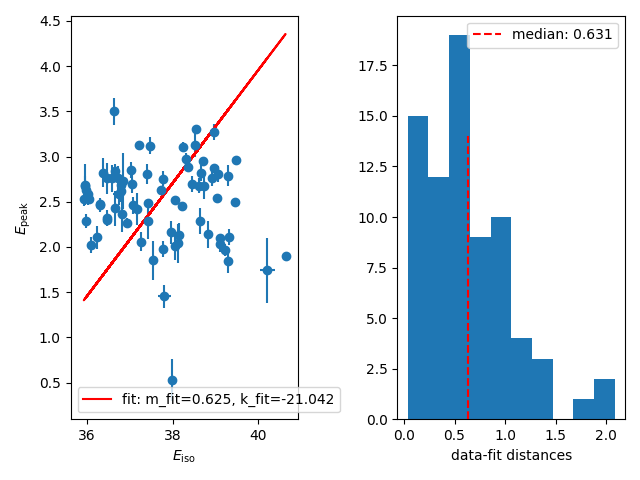 4.5
4.0
3.5
3.0
2.5
2.0
1.5
1.0
0.5
E_peak
fit: m_fit=0.625, k_fit=-21.042
36 38 40
E_iso
median: 0.631
17.5
15.0
12.5
10.0
7.5
5.0
2.5
0.0
0.0 0.5 1.0 1.5 2.0
data-fit distances